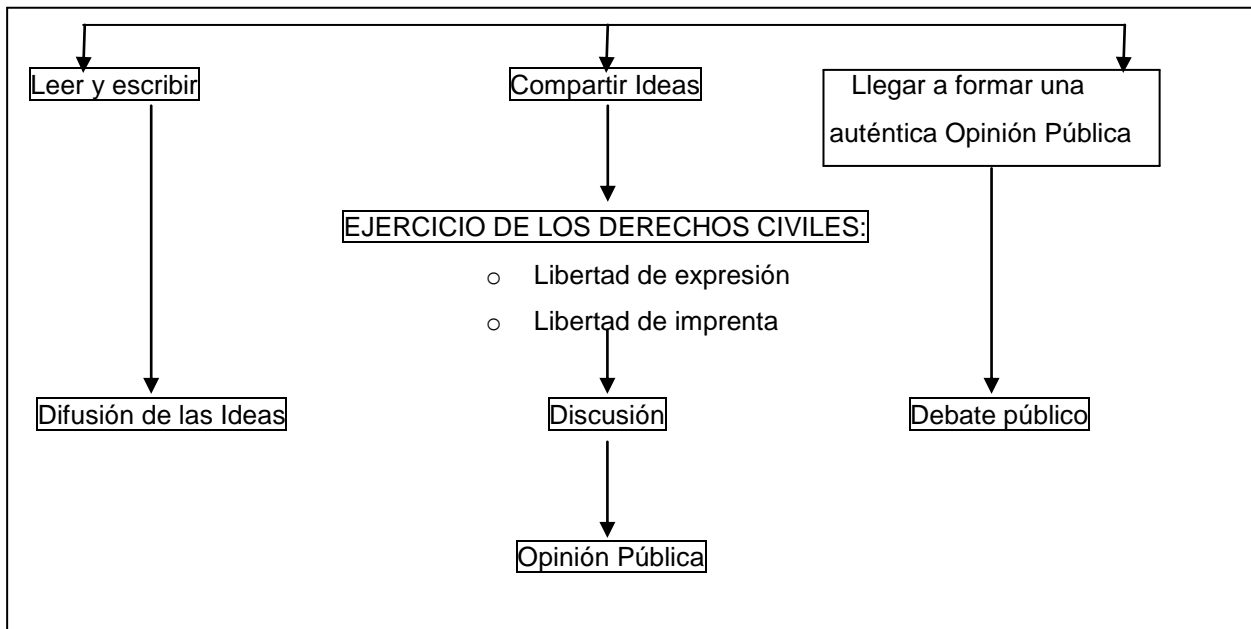 Leer y escribir
Compartir Ideas
Llegar a formar una
auténtica Opinión Pública
EJERCICIO DE LOS DERECHOS CIVILES:
o Libertad de expresión
o Libertad de imprenta
Difusión de las Ideas
Discusión
Debate público
Opinión Pública